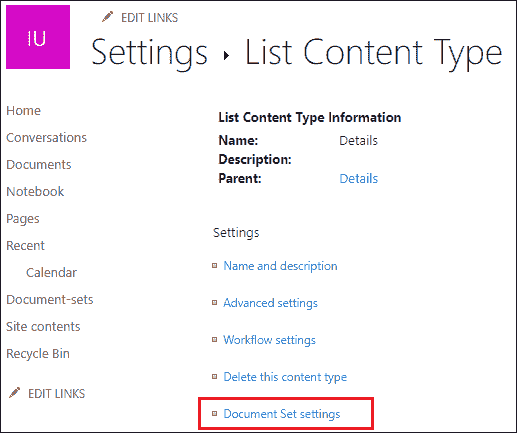 EDIT LINKS
IU
Settings ▸ List Content Type
Home
Conversations
Documents
Notebook
Pages
Recent
Calendar
Document-sets
Site contents
Recycle Bin
EDIT LINKS
List Content Type Information
Name: Details
Description:
Parent: Details
Settings
Name and description
Advanced settings
Workflow settings
Delete this content type
Document Set settings